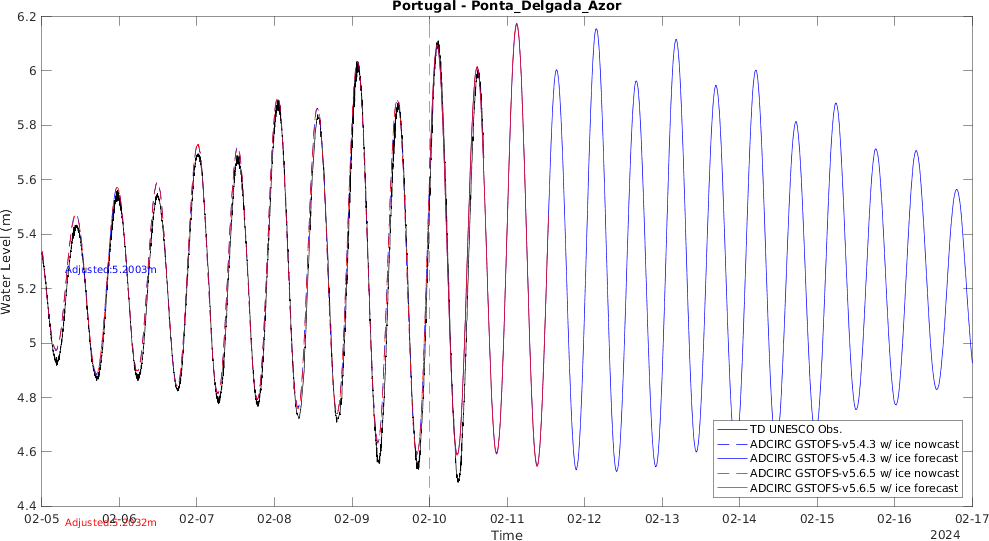 Portugal - Ponta_Delgada_Azor
6.2
6
5.8
5.6
5.4
5.2
5
4.8
4.6
4.4
Water Level (m)
Adjusted:5.2003m
Adjusted:5.2032m
TD UNESCO Obs.
ADCIRC GSTOFS-v5.4.3 w/ ice nowcast
ADCIRC GSTOFS-v5.4.3 w/ ice forecast
ADCIRC GSTOFS-v5.6.5 w/ ice nowcast
ADCIRC GSTOFS-v5.6.5 w/ ice forecast
02-05 02-06 02-07 02-08 02-09 02-10 02-11 02-12 02-13 02-14 02-15 02-16 02-17
Time
2024